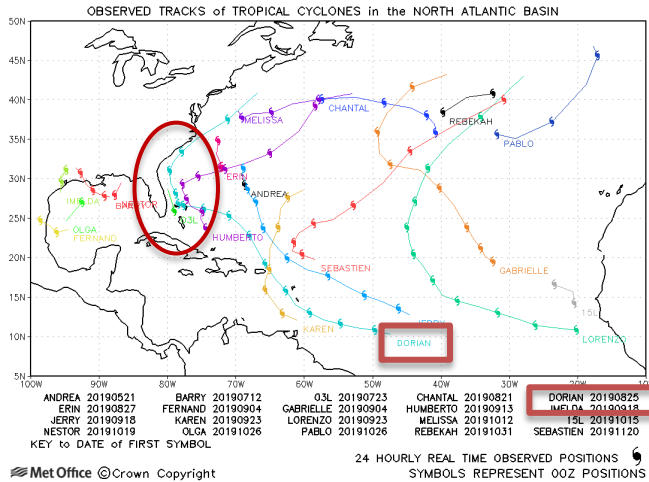 OBSERVED TRACKS of TROPICAL CYCLONES in the NORTH ATLANTIC BASIN
50N
45N
40N
35N
30N
25N
20N
15N
10N
5N
CHANTAL
MELISSA
REBEKAH
PABLO
ERIN
ANDREA
IMELDA
NESTOR
03L
OLGA
FERNAND
HUMBERTO
SEBASTIEN
GABRIELLE
KAREN
JERRY
15L
DORIAN
LORENZO
100W 90W 80W 70W 60W 50W 40W 30W 20W 10W
ANDREA 20190521 BARRY 20190712 03L 20190723 CHANTAL 20190821 DORIAN 20190825
ERIN 20190827 FERNAND 20190904 GABRIELLE 20190904 HUMBERTO 20190913 IMELDA 20190918
JERRY 20190918 KAREN 20190923 LORENZO 20190923 MELISSA 20191012 15L 20191015
NESTOR 20191019 OLGA 20191026 PABLO 20191026 REBEKAH 20191031 SEBASTIEN 20191120
KEY to DATE of FIRST SYMBOL
24 HOURLY REAL TIME OBSERVED POSITIONS
SYMBOLS REPRESENT 00Z POSITIONS
Met Office ©Crown Copyright